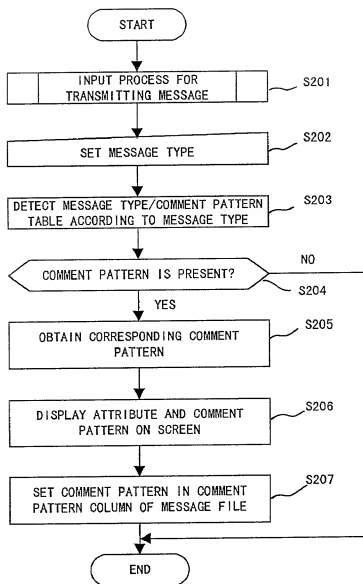 START
INPUT PROCESS FOR
TRANSMITTING MESSAGE
S201
SET MESSAGE TYPE
S202
DETECT MESSAGE TYPE/COMMENT PATTERN
TABLE ACCORDING TO MESSAGE TYPE
S203
COMMENT PATTERN IS PRESENT?
NO
S204
YES
OBTAIN CORRESPONDING COMMENT
PATTERN
S205
DISPLAY ATTRIBUTE AND COMMENT
PATTERN ON SCREEN
S206
SET COMMENT PATTERN IN COMMENT
PATTERN COLUMN OF MESSAGE FILE
S207
END